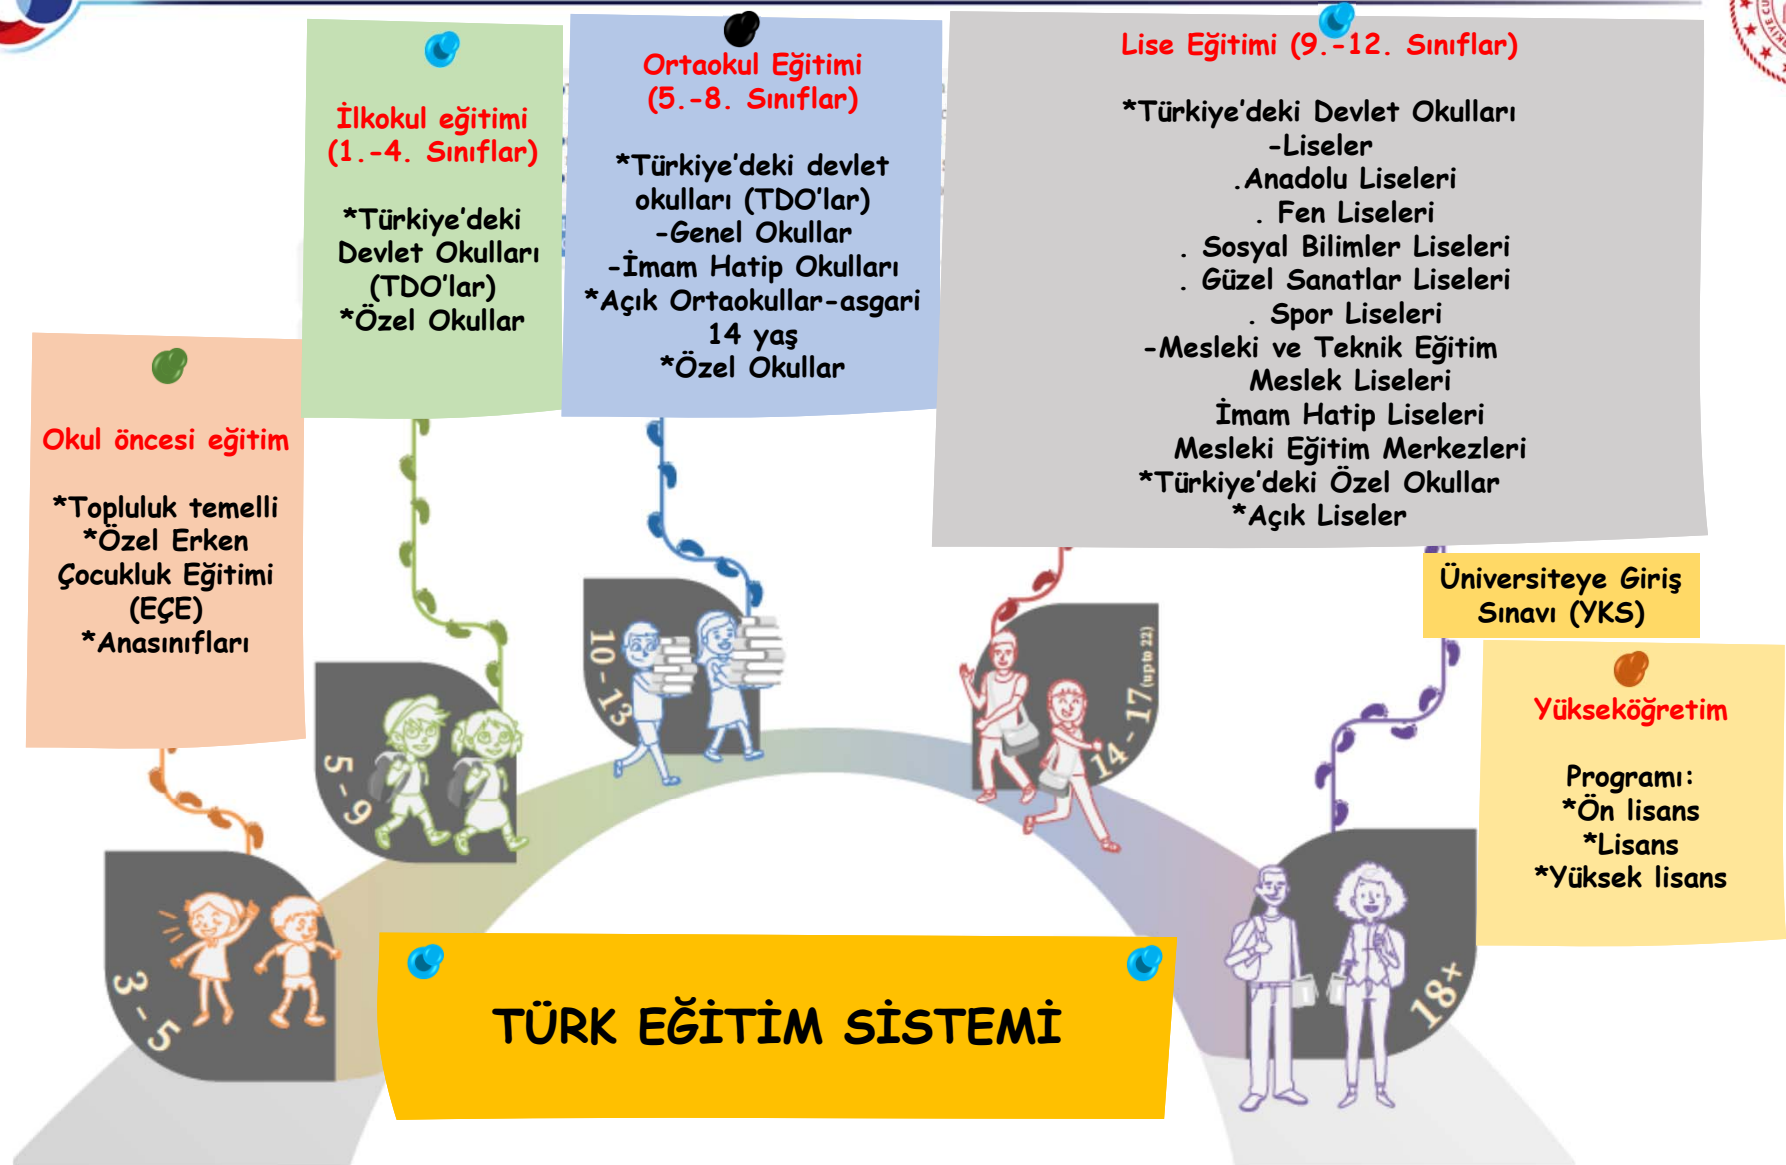 Okul öncesi eğitim
*Topluluk temelli
*Özel Erken
Çocukluk Eğitimi
(EÇE)
*Anasınıfları
İlkokul eğitimi
(1.-4. Sınıflar)
*Türkiye'deki
Devlet Okulları
(TDO'lar)
*Özel Okullar
Ortaokul Eğitimi
(5.-8. Sınıflar)
*Türkiye'deki devlet
okulları (TDO'lar)
-Genel Okullar
-İmam Hatip Okulları
*Açık Ortaokullar-asgari
14 yaş
*Özel Okullar
Lise Eğitimi (9.-12. Sınıflar)
*Türkiye'deki Devlet Okulları
-Liseler
.Anadolu Liseleri
. Fen Liseleri
. Sosyal Bilimler Liseleri
. Güzel Sanatlar Liseleri
. Spor Liseleri
-Mesleki ve Teknik Eğitim
Meslek Liseleri
İmam Hatip Liseleri
Mesleki Eğitim Merkezleri
*Türkiye'deki Özel Okullar
*Açık Liseler
Üniversiteye Giriş
Sınavı (YKS)
Yükseköğretim
Programı:
*Ön lisans
*Lisans
*Yüksek lisans
3 - 5
5 - 9
10 - 13
14 - 17 (up to 22)
18+
TÜRK EĞİTİM SİSTEMİ